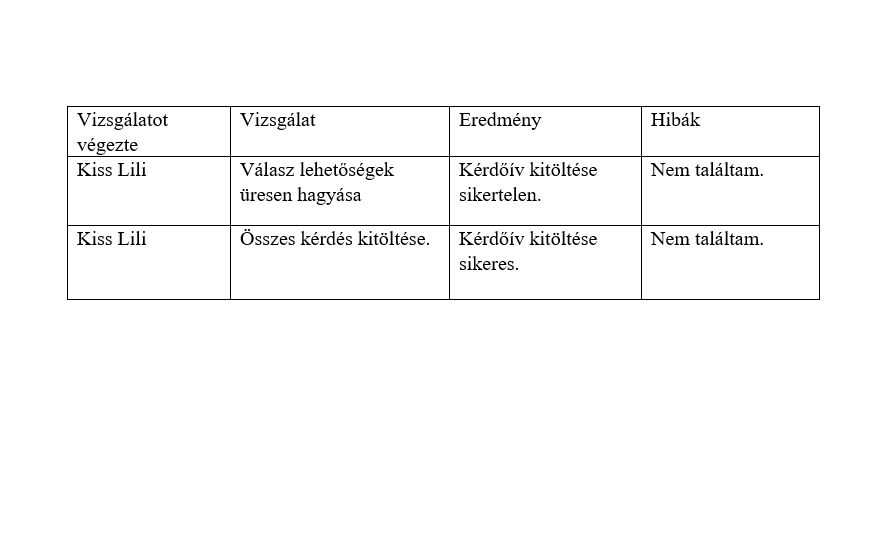 Vizsgálatot végezte
Vizsgálat
Eredmény
Hibák
Kiss Lili
Válasz lehetőségek
üresen hagyása
Kérdőív kitöltése
sikertelen.
Nem találtam.
Kiss Lili
Összes kérdés kitöltése.
Kérdőív kitöltése
sikeres.
Nem találtam.